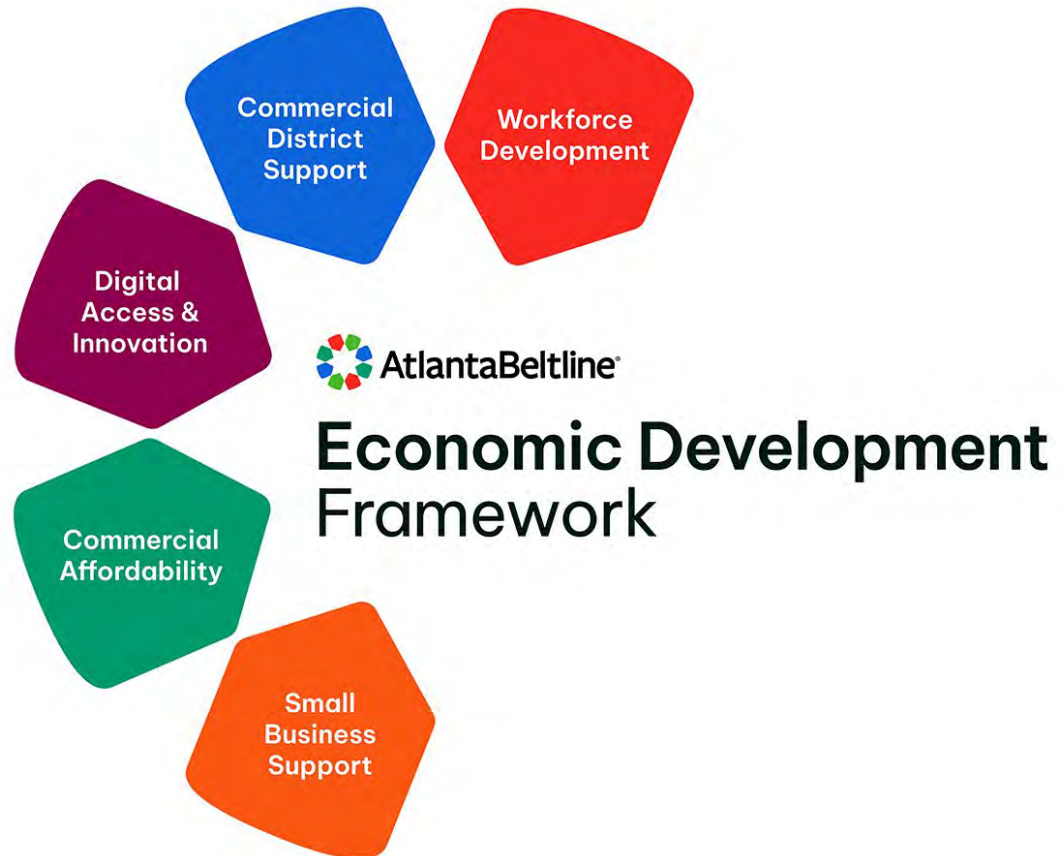 Commercial
District
Support
Workforce
Development
Digital
Access &
Innovation
AtlantaBeltline
Economic Development
Framework
Commercial
Affordability
Small
Business
Support